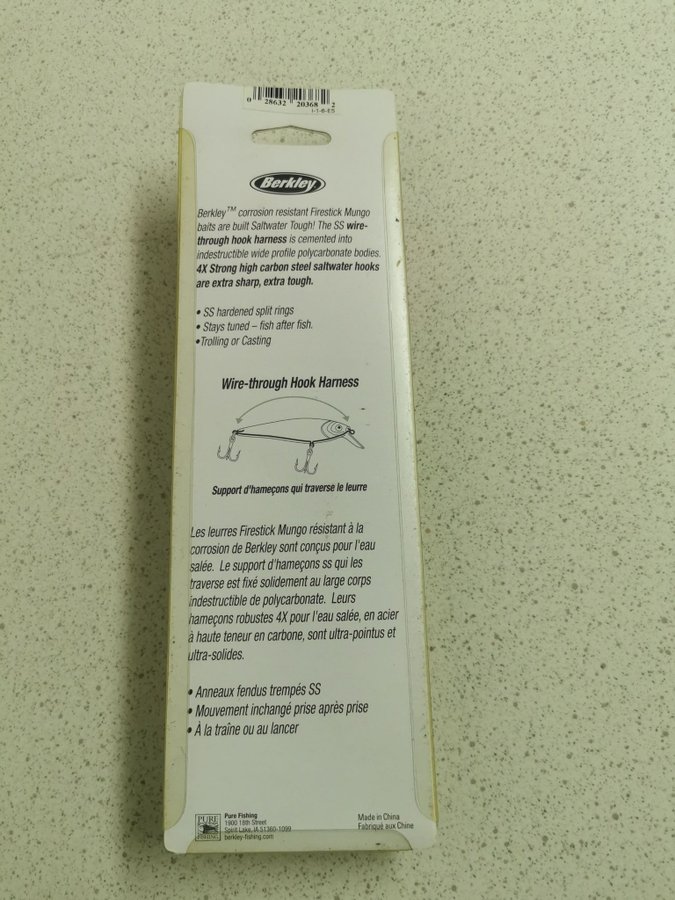 0 28632 20368 2
I-1-6-ES
Berkley
Berkley™ corrosion resistant Firestick Mungo
baits are built Saltwater Tough! The SS wire-
through hook harness is cemented into
indestructible wide profile polycarbonate bodies.
4X Strong high carbon steel saltwater hooks
are extra sharp, extra tough.
• SS hardened split rings
• Stays tuned – fish after fish.
•Trolling or Casting
Wire-through Hook Harness
Support d'hameçons qui traverse le leurre
Les leurres Firestick Mungo résistant à la
corrosion de Berkley sont conçus pour l'eau
salée. Le support d'hameçons ss qui les
traverse est fixé solidement au large corps
indestructible de polycarbonate. Leurs
hameçons robustes 4X pour l'eau salée, en acier
à haute teneur en carbone, sont ultra-pointus et
ultra-solides.
• Anneaux fendus trempés SS
• Mouvement inchangé prise après prise
• À la traîne ou au lancer
PURE
FISHING
Pure Fishing
1900 18th Street
Spirit Lake, IA 51360-1099
berkley-fishing.com
Made in China
Fabriqué aux Chine